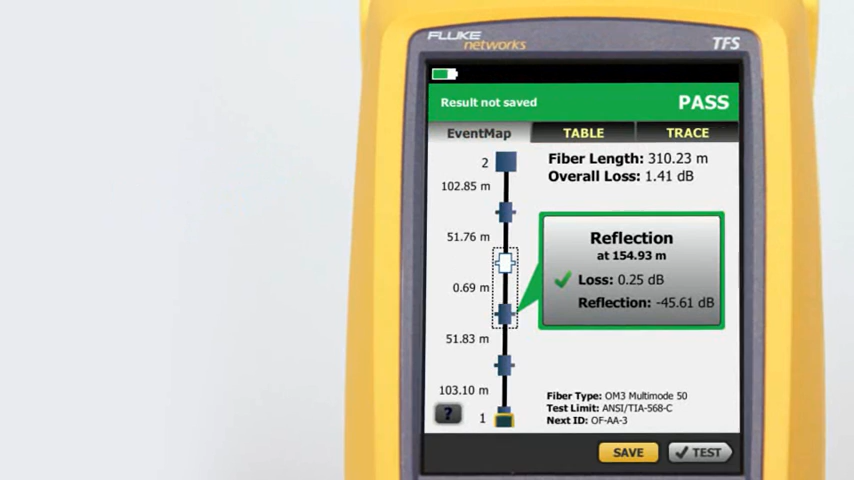 FLUKE
networks
TFS
Result not saved
PASS
EventMap
TABLE
TRACE
2
102.85 m
51.76 m
0.69 m
51.83 m
103.10 m
1
Fiber Length: 310.23 m
Overall Loss: 1.41 dB
Reflection
at 154.93 m
Loss: 0.25 dB
Reflection: -45.61 dB
Fiber Type: OM3 Multimode 50
Test Limit: ANSI/TIA-568-C
Next ID: OF-AA-3
?
SAVE
TEST